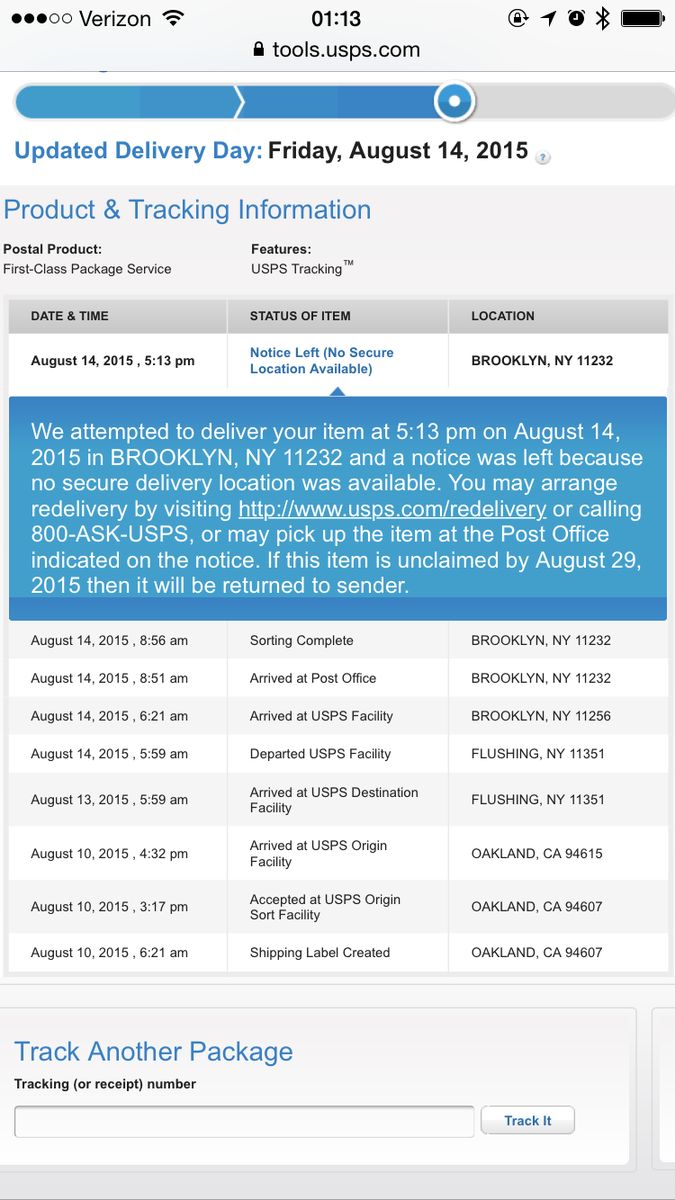 Verizon 01:13
tools.usps.com
Updated Delivery Day: Friday, August 14, 2015 ?
Product & Tracking Information
Postal Product: Features:
First-Class Package Service USPS Tracking™
DATE & TIME STATUS OF ITEM LOCATION
August 14, 2015 , 5:13 pm Notice Left (No Secure BROOKLYN, NY 11232
Location Available)
We attempted to deliver your item at 5:13 pm on August 14,
2015 in BROOKLYN, NY 11232 and a notice was left because
no secure delivery location was available. You may arrange
redelivery by visiting http://www.usps.com/redelivery or calling
800-ASK-USPS, or may pick up the item at the Post Office
indicated on the notice. If this item is unclaimed by August 29,
2015 then it will be returned to sender.
August 14, 2015 , 8:56 am Sorting Complete BROOKLYN, NY 11232
August 14, 2015 , 8:51 am Arrived at Post Office BROOKLYN, NY 11232
August 14, 2015 , 6:21 am Arrived at USPS Facility BROOKLYN, NY 11256
August 14, 2015 , 5:59 am Departed USPS Facility FLUSHING, NY 11351
August 13, 2015 , 5:59 am Arrived at USPS Destination FLUSHING, NY 11351
Facility
August 10, 2015 , 4:32 pm Arrived at USPS Origin OAKLAND, CA 94615
Facility
August 10, 2015 , 3:17 pm Accepted at USPS Origin OAKLAND, CA 94607
Sort Facility
August 10, 2015 , 6:21 am Shipping Label Created OAKLAND, CA 94607
Track Another Package
Tracking (or receipt) number
Track It